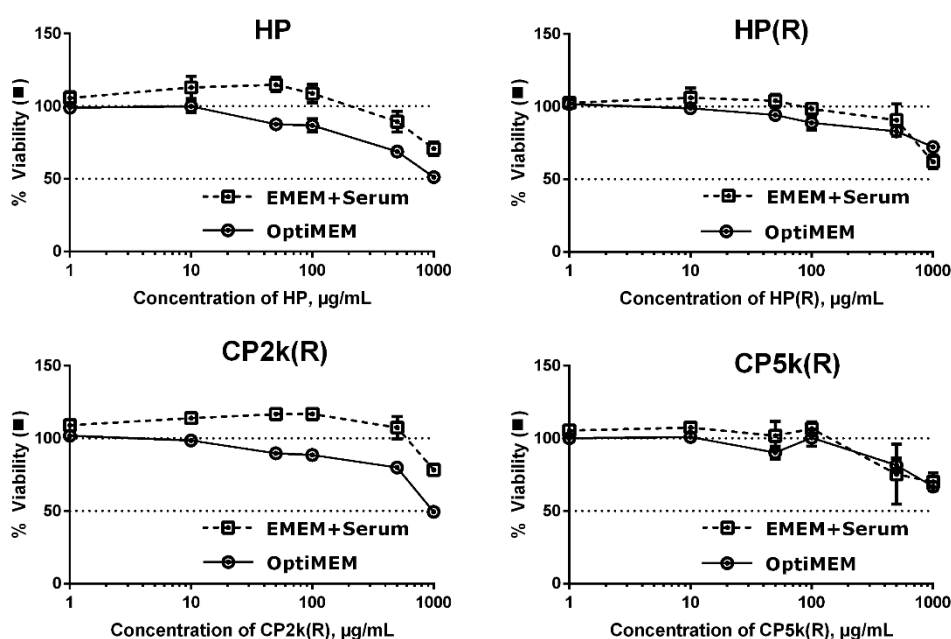 HP
% Viability (■)
150
100
50
0
EMEM+Serum
OptiMEM
1
10
100
1000
Concentration of HP, µg/mL
HP(R)
% Viability (■)
150
100
50
0
EMEM+Serum
OptiMEM
1
10
100
1000
Concentration of HP(R), µg/mL
CP2k(R)
% Viability (■)
150
100
50
0
EMEM+Serum
OptiMEM
1
10
100
1000
Concentration of CP2k(R), µg/mL
CP5k(R)
% Viability (■)
150
100
50
0
EMEM+Serum
OptiMEM
1
10
100
1000
Concentration of CP5k(R), µg/mL